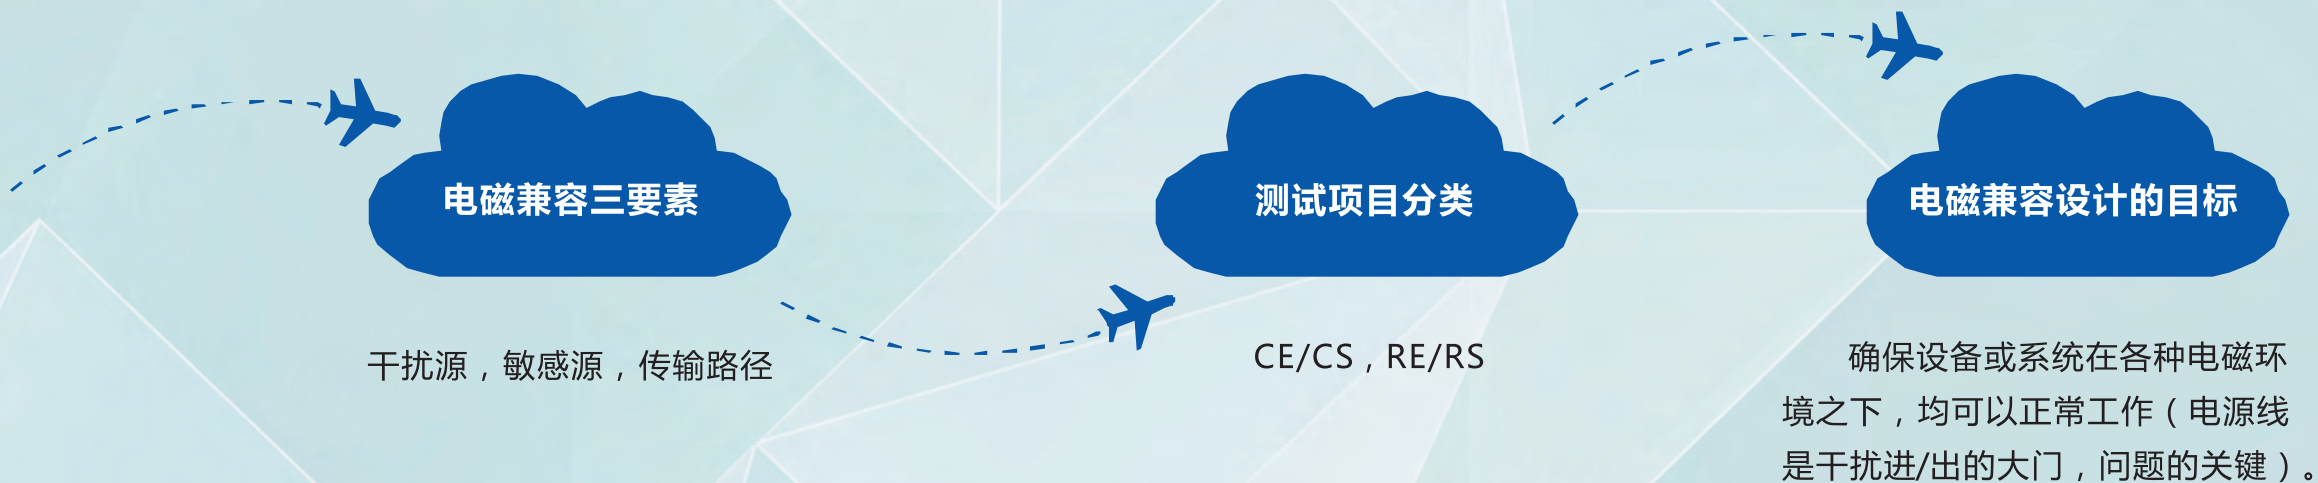 电磁兼容三要素
干扰源，敏感源，传输路径
测试项目分类
CE/CS，RE/RS
电磁兼容设计的目标
确保设备或系统在各种电磁环
境之下，均可以正常工作（电源线
是干扰进/出的大门，问题的关键）。